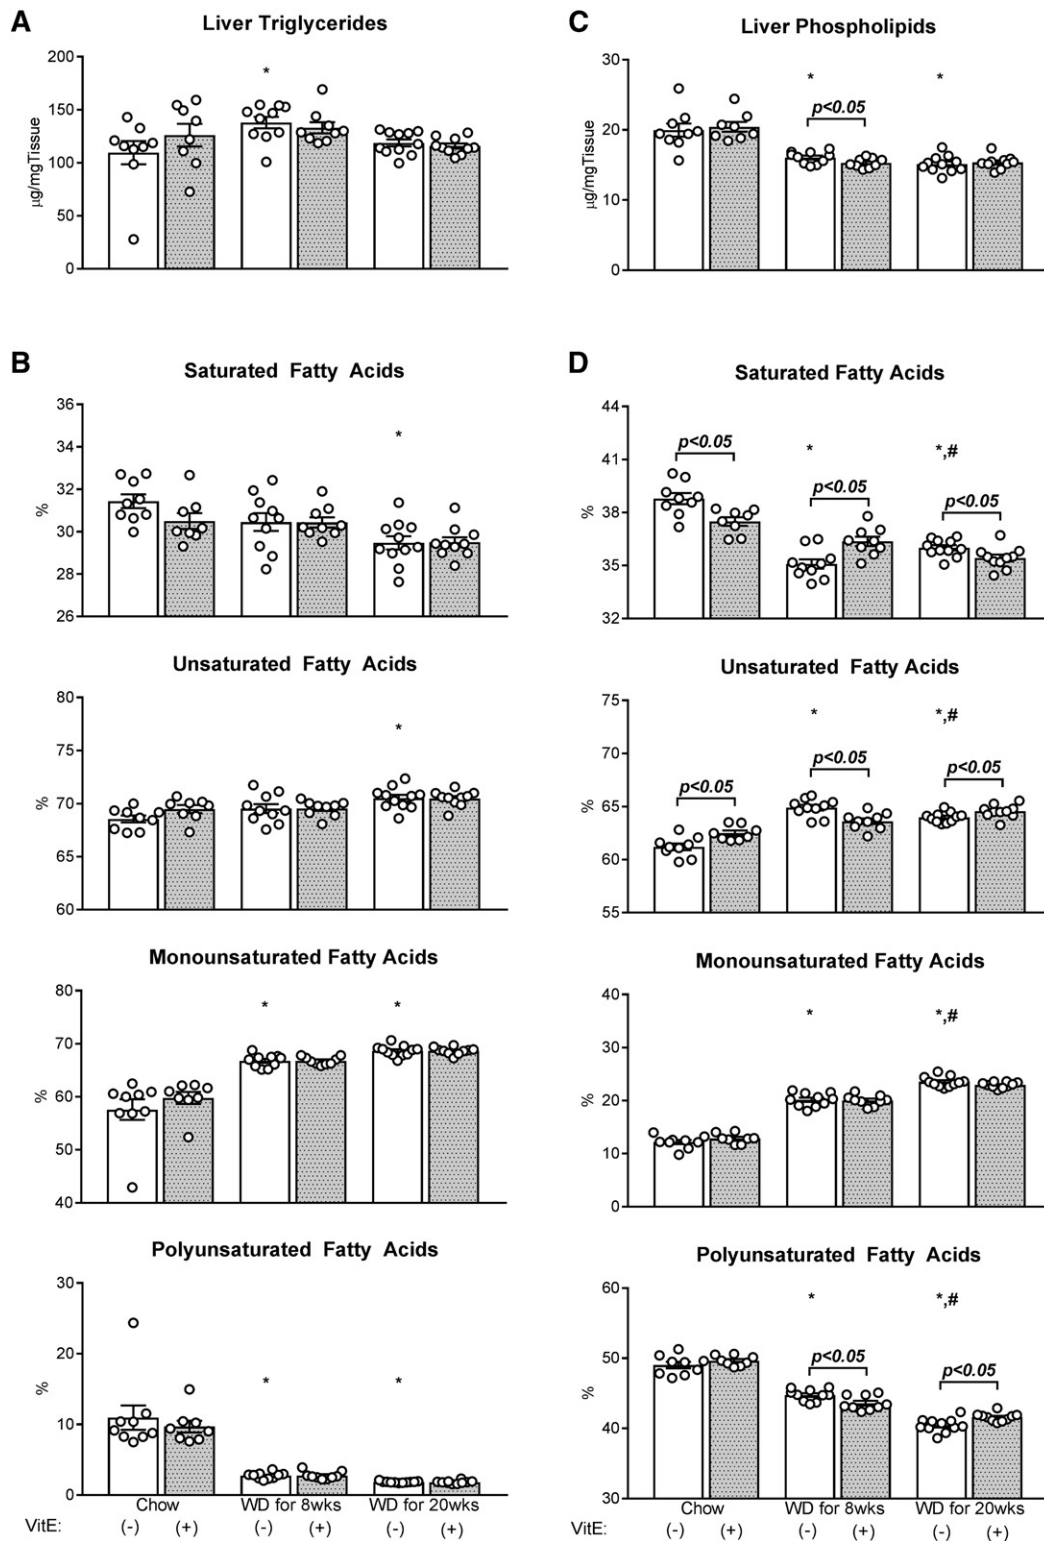 A
Liver Triglycerides
200
150
100
50
0
µg/mgTissue
*
B
Saturated Fatty Acids
36
34
32
30
28
26
%
*
Unsaturated Fatty Acids
80
75
70
65
60
%
*
Monounsaturated Fatty Acids
80
70
60
50
40
%
* *
Polyunsaturated Fatty Acids
30
20
10
0
%
* *
Chow WD for 8wks WD for 20wks
VitE: (-) (+) (-) (+) (-) (+)
C
Liver Phospholipids
30
20
10
0
µg/mgTissue
* *
p<0.05
D
Saturated Fatty Acids
44
41
38
35
32
%
p<0.05 * *,#
p<0.05
p<0.05
Unsaturated Fatty Acids
75
70
65
60
55
%
* *,#
p<0.05
p<0.05
p<0.05
Monounsaturated Fatty Acids
40
30
20
10
0
%
* *,#
Polyunsaturated Fatty Acids
60
50
40
30
%
* *,#
p<0.05 p<0.05
Chow WD for 8wks WD for 20wks
VitE: (-) (+) (-) (+) (-) (+)